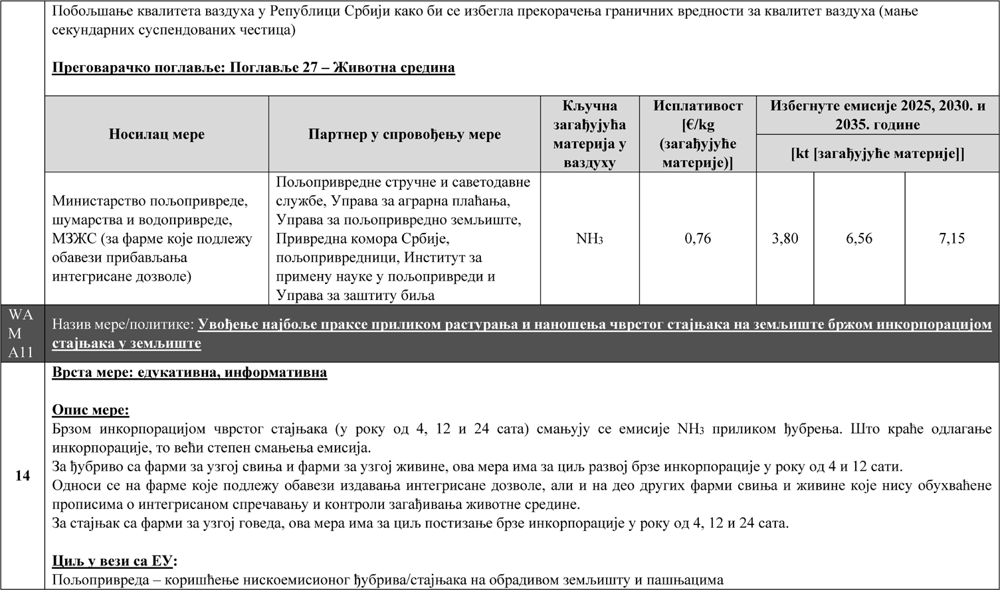 Побољшање квалитета ваздуха у Републици Србији како би се избегла прекорачења граничних вредности за квалитет ваздуха (мање
секундарних суспендованих честица)
Преговарачко поглавље: Поглавље 27 – Животна средина
Носилац мере
Партнер у спровођењу мере
Кључна
загађујућа
материја у
ваздуху
Исплативост
[€/kg
(загађујуће
материје)]
Избегнуте емисије 2025, 2030. и
2035. године
[kt [загађујуће материје]]
Министарство пољопривреде,
шумарства и водопривреде,
МЗЖС (за фарме које подлежу
обавези прибављања
интегрисане дозволе)
Пољопривредне стручне и саветодавне
службе, Управа за аграрна плаћања,
Управа за пољопривредно земљиште,
Привредна комора Србије,
пољопривредници, Институт за
примену науке у пољопривреди и
Управа за заштиту биља
NH3
0,76
3,80
6,56
7,15
WA
M
A11
Назив мере/политике: Увођење најбоље праксе приликом растурања и наношења чврстог стајњака на земљиште бржом инкорпорацијом
стајњака у земљиште
14
Врста мере: едукативна, информативна
Опис мере:
Брзом инкорпорацијом чврстог стајњака (у року од 4, 12 и 24 сата) смањују се емисије NH3 приликом ђубрења. Што краће одлагање
инкорпорације, то већи степен смањења емисија.
За ђубриво са фарми за узгој свиња и фарми за узгој живине, ова мера има за циљ развој брзе инкорпорације у року од 4 и 12 сати.
Односи се на фарме које подлежу обавези издавања интегрисане дозволе, али и на део других фарми свиња и живине које нису обухваћене
прописима о интегрисаном спречавању и контроли загађивања животне средине.
За стајњак са фарми за узгој говеда, ова мера има за циљ постизање брзе инкорпорације у року од 4, 12 и 24 сата.
Циљ у вези са ЕУ:
Пољопривреда – коришћење нискоемисионог ђубрива/стајњака на обрадивом земљишту и пашњацима